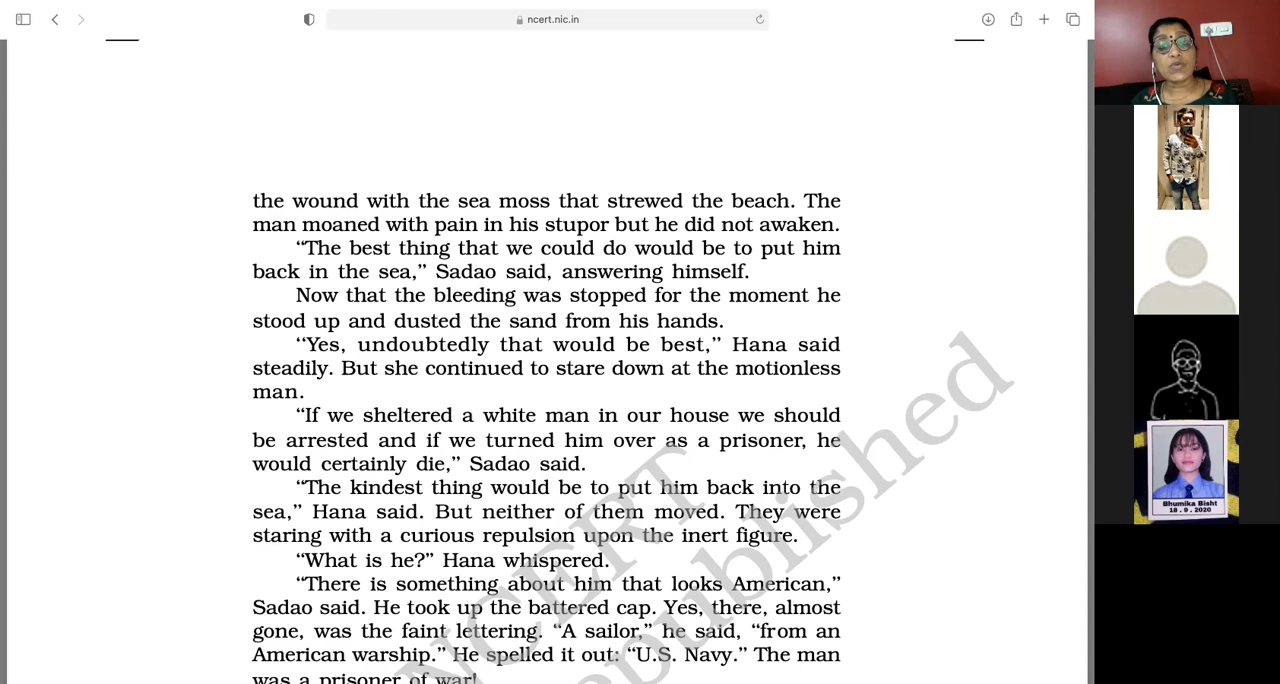 ncert.nic.in
the wound with the sea moss that strewed the beach. The
man moaned with pain in his stupor but he did not awaken.
“The best thing that we could do would be to put him
back in the sea,” Sadao said, answering himself.
Now that the bleeding was stopped for the moment he
stood up and dusted the sand from his hands.
‘‘Yes, undoubtedly that would be best,’’ Hana said
steadily. But she continued to stare down at the motionless
man.
“If we sheltered a white man in our house we should
be arrested and if we turned him over as a prisoner, he
would certainly die,” Sadao said.
“The kindest thing would be to put him back into the
sea,” Hana said. But neither of them moved. They were
staring with a curious repulsion upon the inert figure.
“What is he?” Hana whispered.
“There is something about him that looks American,”
Sadao said. He took up the battered cap. Yes, there, almost
gone, was the faint lettering. “A sailor,” he said, “from an
American warship.” He spelled it out: “U.S. Navy.” The man
was a prisoner of war!
NCERT
republished
Bhumika Bisht
18 . 9 . 2020